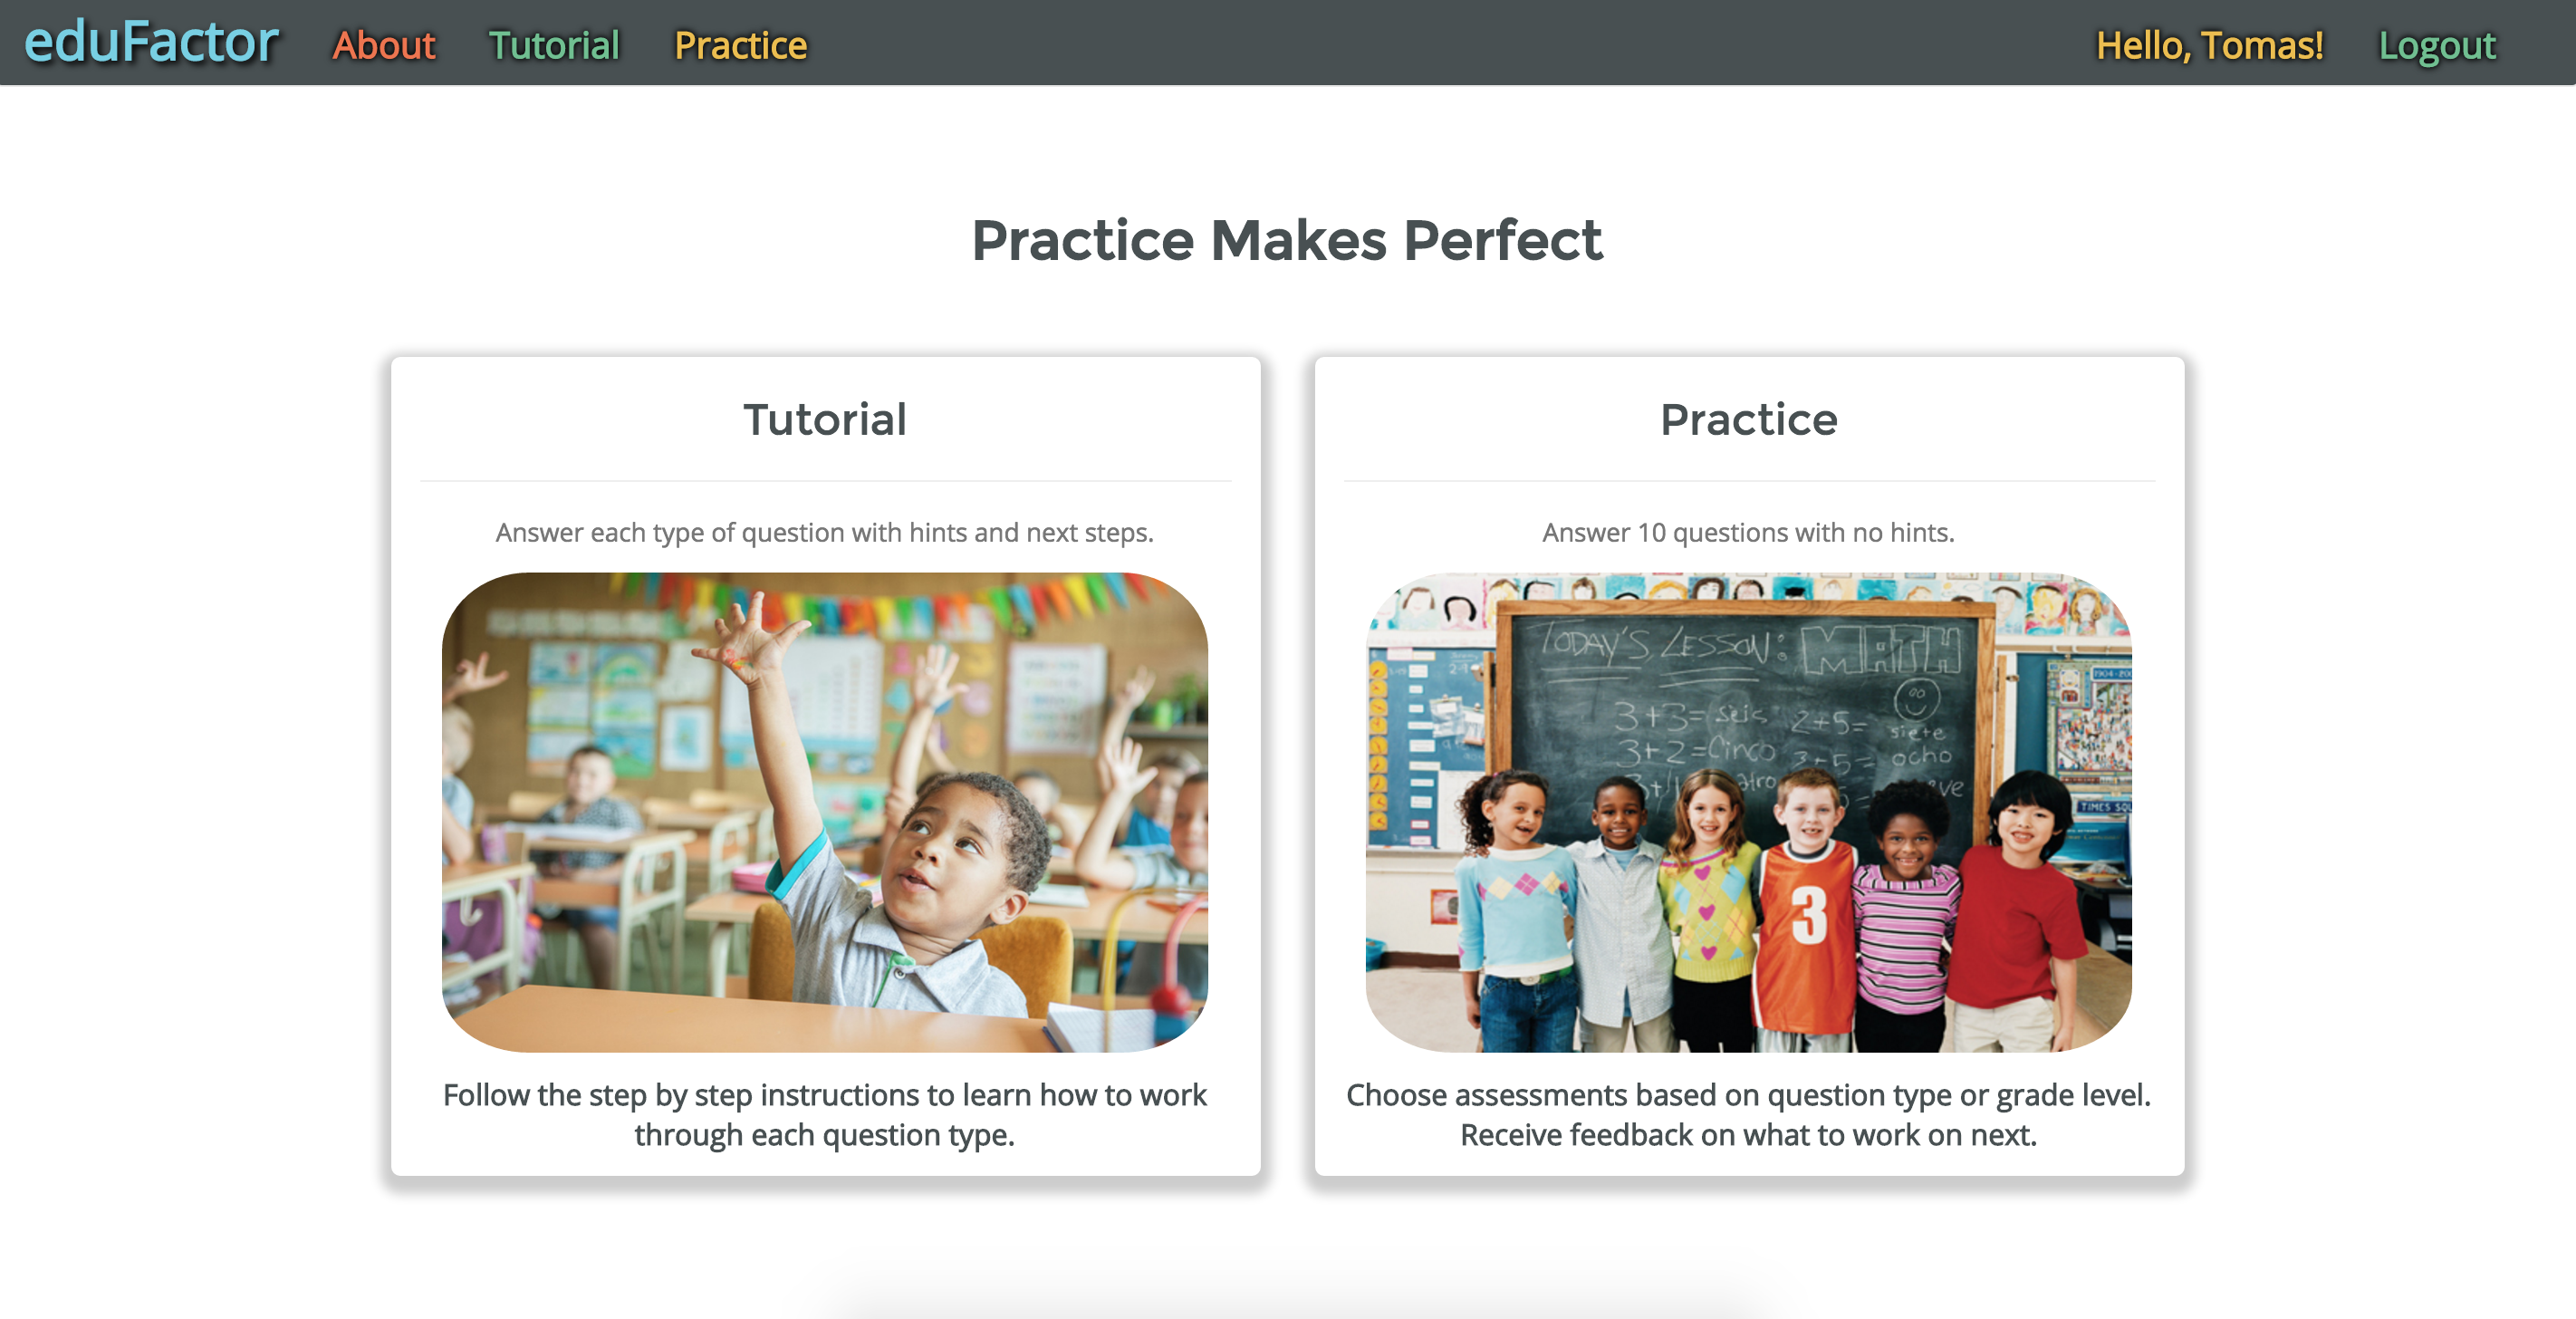 eduFactor About Tutorial Practice Hello, Tomas! Logout
Practice Makes Perfect
Tutorial
Answer each type of question with hints and next steps.
Follow the step by step instructions to learn how to work
through each question type.
Practice
Answer 10 questions with no hints.
TODAY'S LESSON: MATH
3+3= seis 2+5= siete
3+2=Cinco 3+5= ocho
3
TIMES SQU
Choose assessments based on question type or grade level.
Receive feedback on what to work on next.